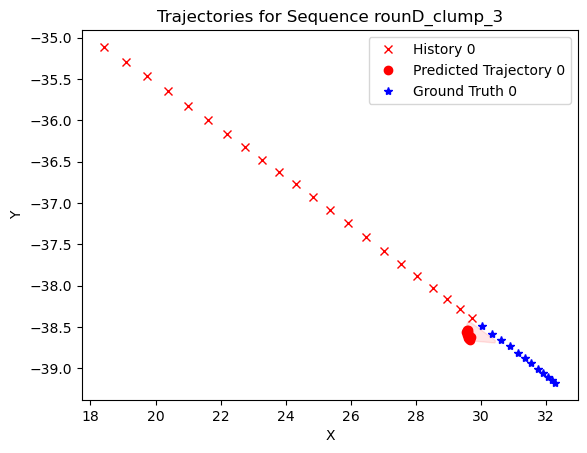 Trajectories for Sequence rounD_clump_3
History 0
Predicted Trajectory 0
Ground Truth 0
−35.0
−35.5
−36.0
−36.5
−37.0
−37.5
−38.0
−38.5
−39.0
Y
18
20
22
24
26
28
30
32
X